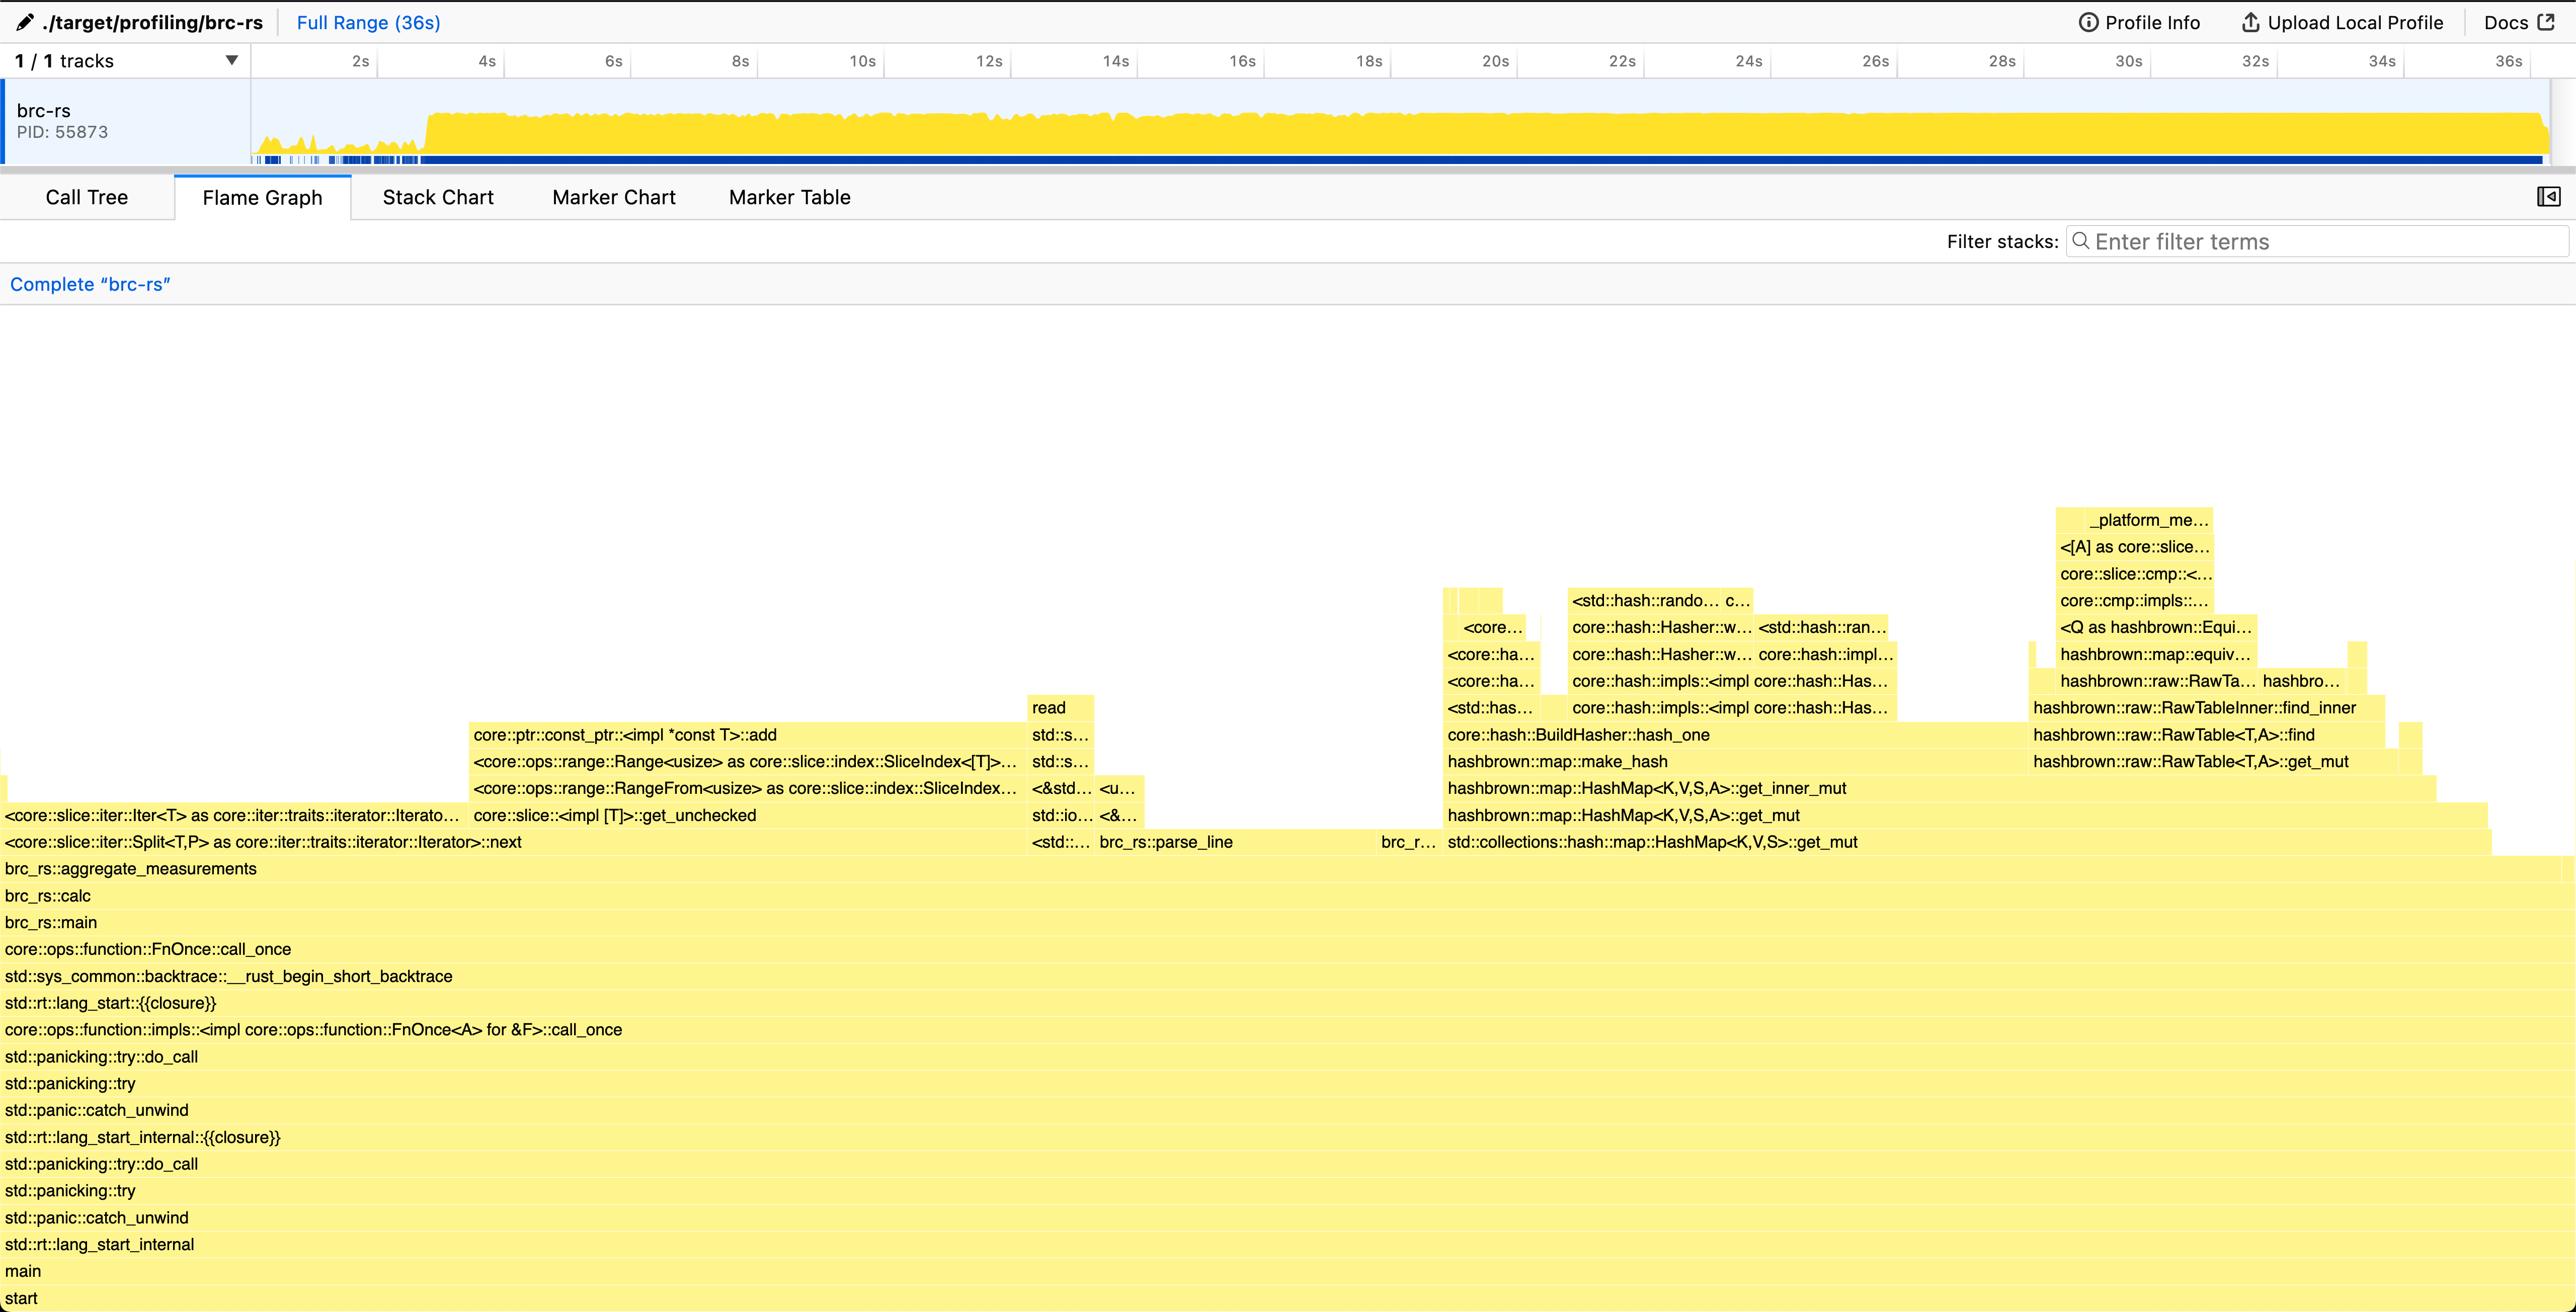 ./target/profiling/brc-rs Full Range (36s) Profile Info Upload Local Profile Docs
1 / 1 tracks 2s 4s 6s 8s 10s 12s 14s 16s 18s 20s 22s 24s 26s 28s 30s 32s 34s 36s
brc-rs
PID: 55873
Call Tree Flame Graph Stack Chart Marker Chart Marker Table
Filter stacks: Enter filter terms
Complete “brc-rs”
_platform_me…
<[A] as core::slice…
core::slice::cmp::<…
<std::hash::rando… c… core::cmp::impls::…
<core… core::hash::Hasher::w… <std::hash::ran… <Q as hashbrown::Equi…
<core::ha… core::hash::Hasher::w… core::hash::impl… hashbrown::map::equiv…
<core::ha… core::hash::impls::<impl core::hash::Has… hashbrown::raw::RawTa… hashbro…
read <std::has… core::hash::impls::<impl core::hash::Has… hashbrown::raw::RawTableInner::find_inner
core::ptr::const_ptr::<impl *const T>::add std::s… core::hash::BuildHasher::hash_one hashbrown::raw::RawTable<T,A>::find
<core::ops::range::Range<usize> as core::slice::index::SliceIndex<[T]>… std::s… hashbrown::map::make_hash hashbrown::raw::RawTable<T,A>::get_mut
<core::ops::range::RangeFrom<usize> as core::slice::index::SliceIndex… <&std… <u… hashbrown::map::HashMap<K,V,S,A>::get_inner_mut
<core::slice::iter::Iter<T> as core::iter::traits::iterator::Iterato… core::slice::<impl [T]>::get_unchecked std::io… <&… hashbrown::map::HashMap<K,V,S,A>::get_mut
<core::slice::iter::Split<T,P> as core::iter::traits::iterator::Iterator>::next <std::… brc_rs::parse_line brc_r… std::collections::hash::map::HashMap<K,V,S>::get_mut
brc_rs::aggregate_measurements
brc_rs::calc
brc_rs::main
core::ops::function::FnOnce::call_once
std::sys_common::backtrace::__rust_begin_short_backtrace
std::rt::lang_start::{{closure}}
core::ops::function::impls::<impl core::ops::function::FnOnce<A> for &F>::call_once
std::panicking::try::do_call
std::panicking::try
std::panic::catch_unwind
std::rt::lang_start_internal::{{closure}}
std::panicking::try::do_call
std::panicking::try
std::panic::catch_unwind
std::rt::lang_start_internal
main
start